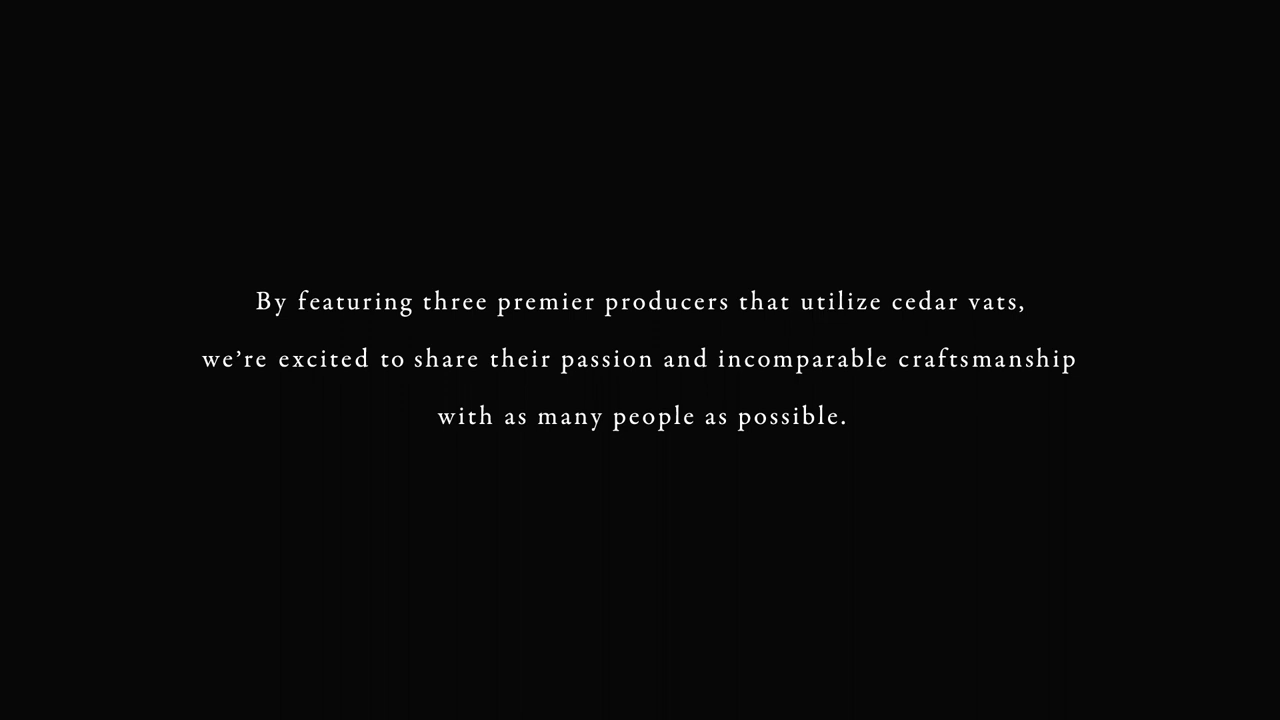 By featuring three premier producers that utilize cedar vats,
we’re excited to share their passion and incomparable craftsmanship
with as many people as possible.